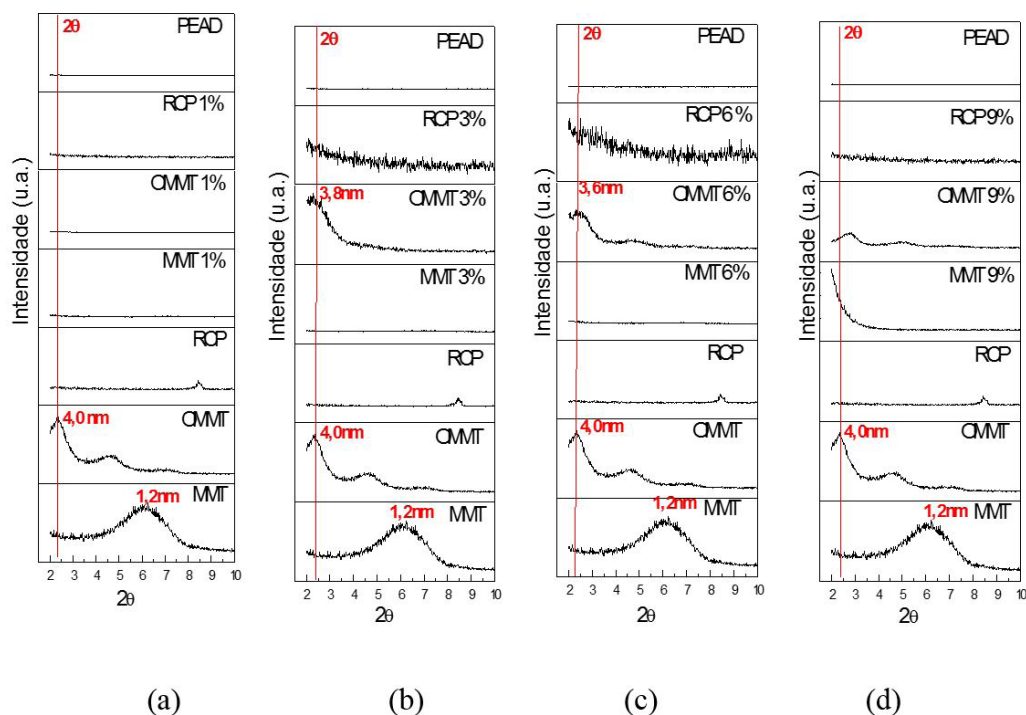 2θ
PEAD
RCP 1%
OMMT 1%
MMT 1%
RCP
4,0nm
OMMT
1,2nm
MMT
Intensidade (u.a.)
2 3 4 5 6 7 8 9 10
2θ
(a)
2θ
PEAD
RCP 3%
3,8nm
OMMT 3%
MMT 3%
RCP
4,0nm
OMMT
1,2nm
MMT
Intensidade (u.a.)
2 3 4 5 6 7 8 9 10
2θ
(b)
2θ
PEAD
RCP 6%
3,6nm
OMMT 6%
MMT 6%
RCP
4,0nm
OMMT
1,2nm
MMT
Intensidade (u.a.)
2 3 4 5 6 7 8 9 10
2θ
(c)
2θ
PEAD
RCP 9%
OMMT 9%
MMT 9%
RCP
4,0nm
OMMT
1,2nm
MMT
Intensidade (u.a.)
2 3 4 5 6 7 8 9 10
2θ
(d)